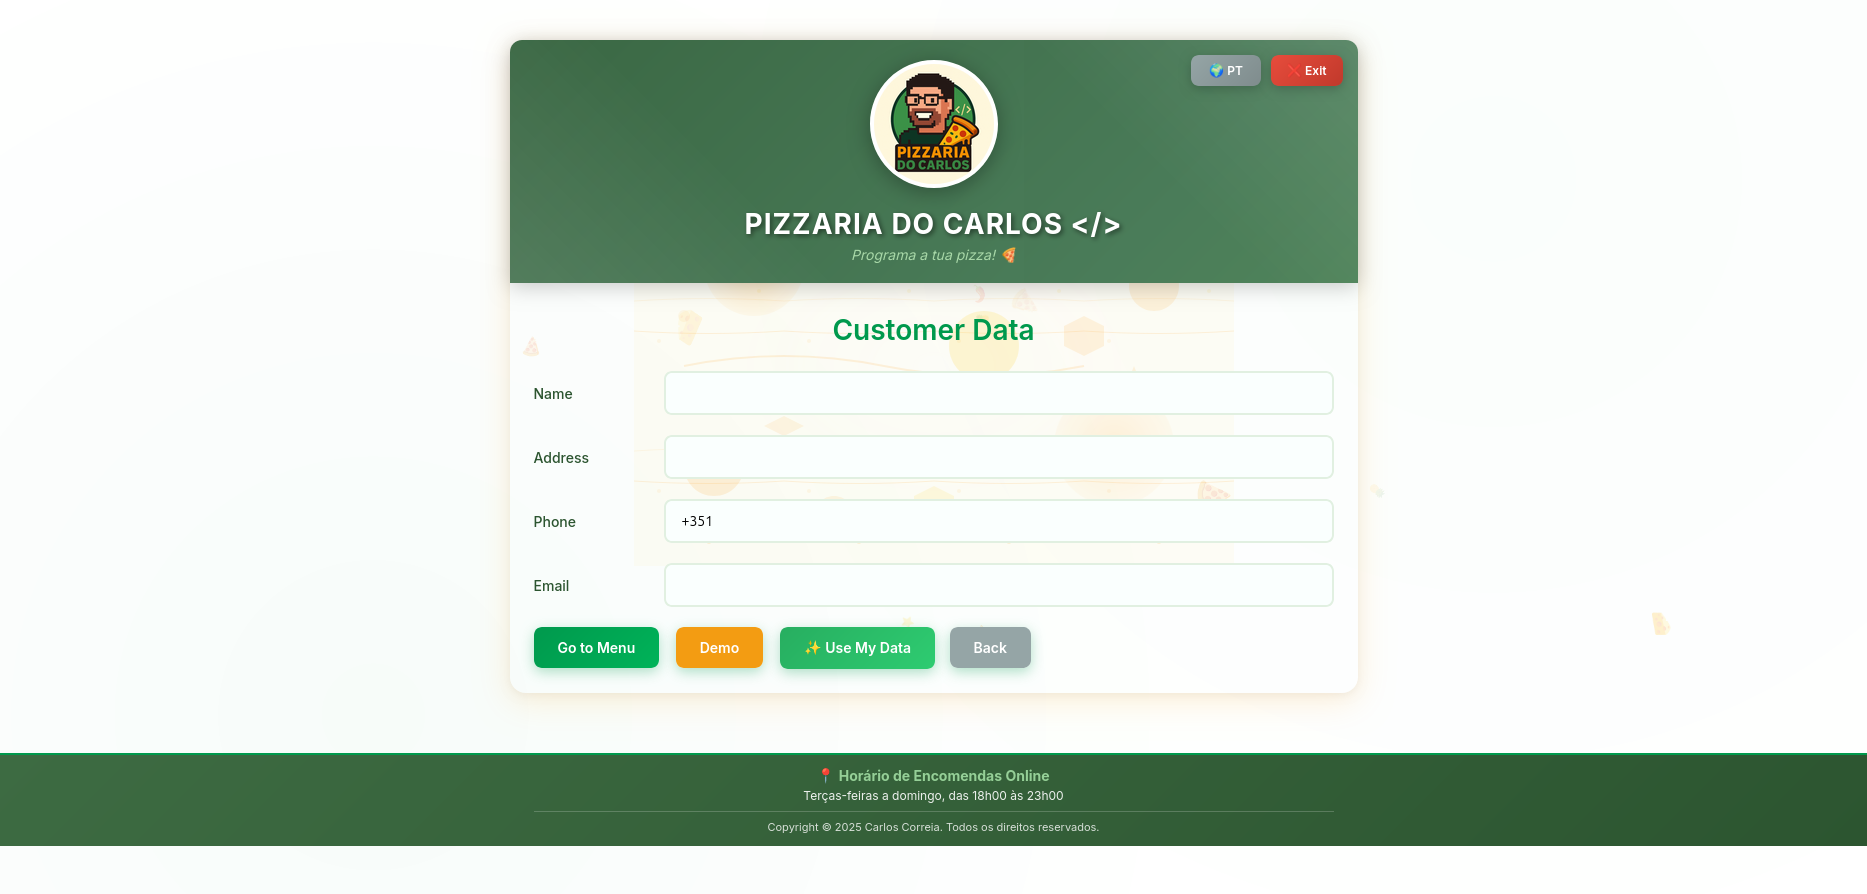 🌍 PT
❌ Exit
</>
PIZZARIA
DO CARLOS
PIZZARIA DO CARLOS </>
Programa a tua pizza! 🍕
Customer Data
Name
Address
Phone
+351
Email
Go to Menu
Demo
✨ Use My Data
Back
📍 Horário de Encomendas Online
Terças-feiras a domingo, das 18h00 às 23h00
Copyright © 2025 Carlos Correia. Todos os direitos reservados.